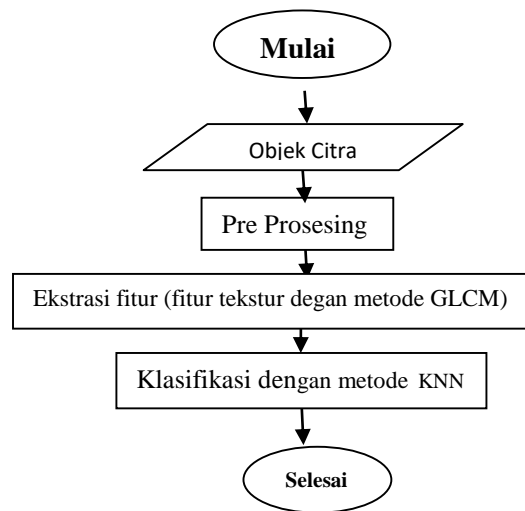 Mulai
Objek Citra
Pre Prosesing
Ekstrasi fitur (fitur tekstur degan metode GLCM)
Klasifikasi dengan metode KNN
Selesai